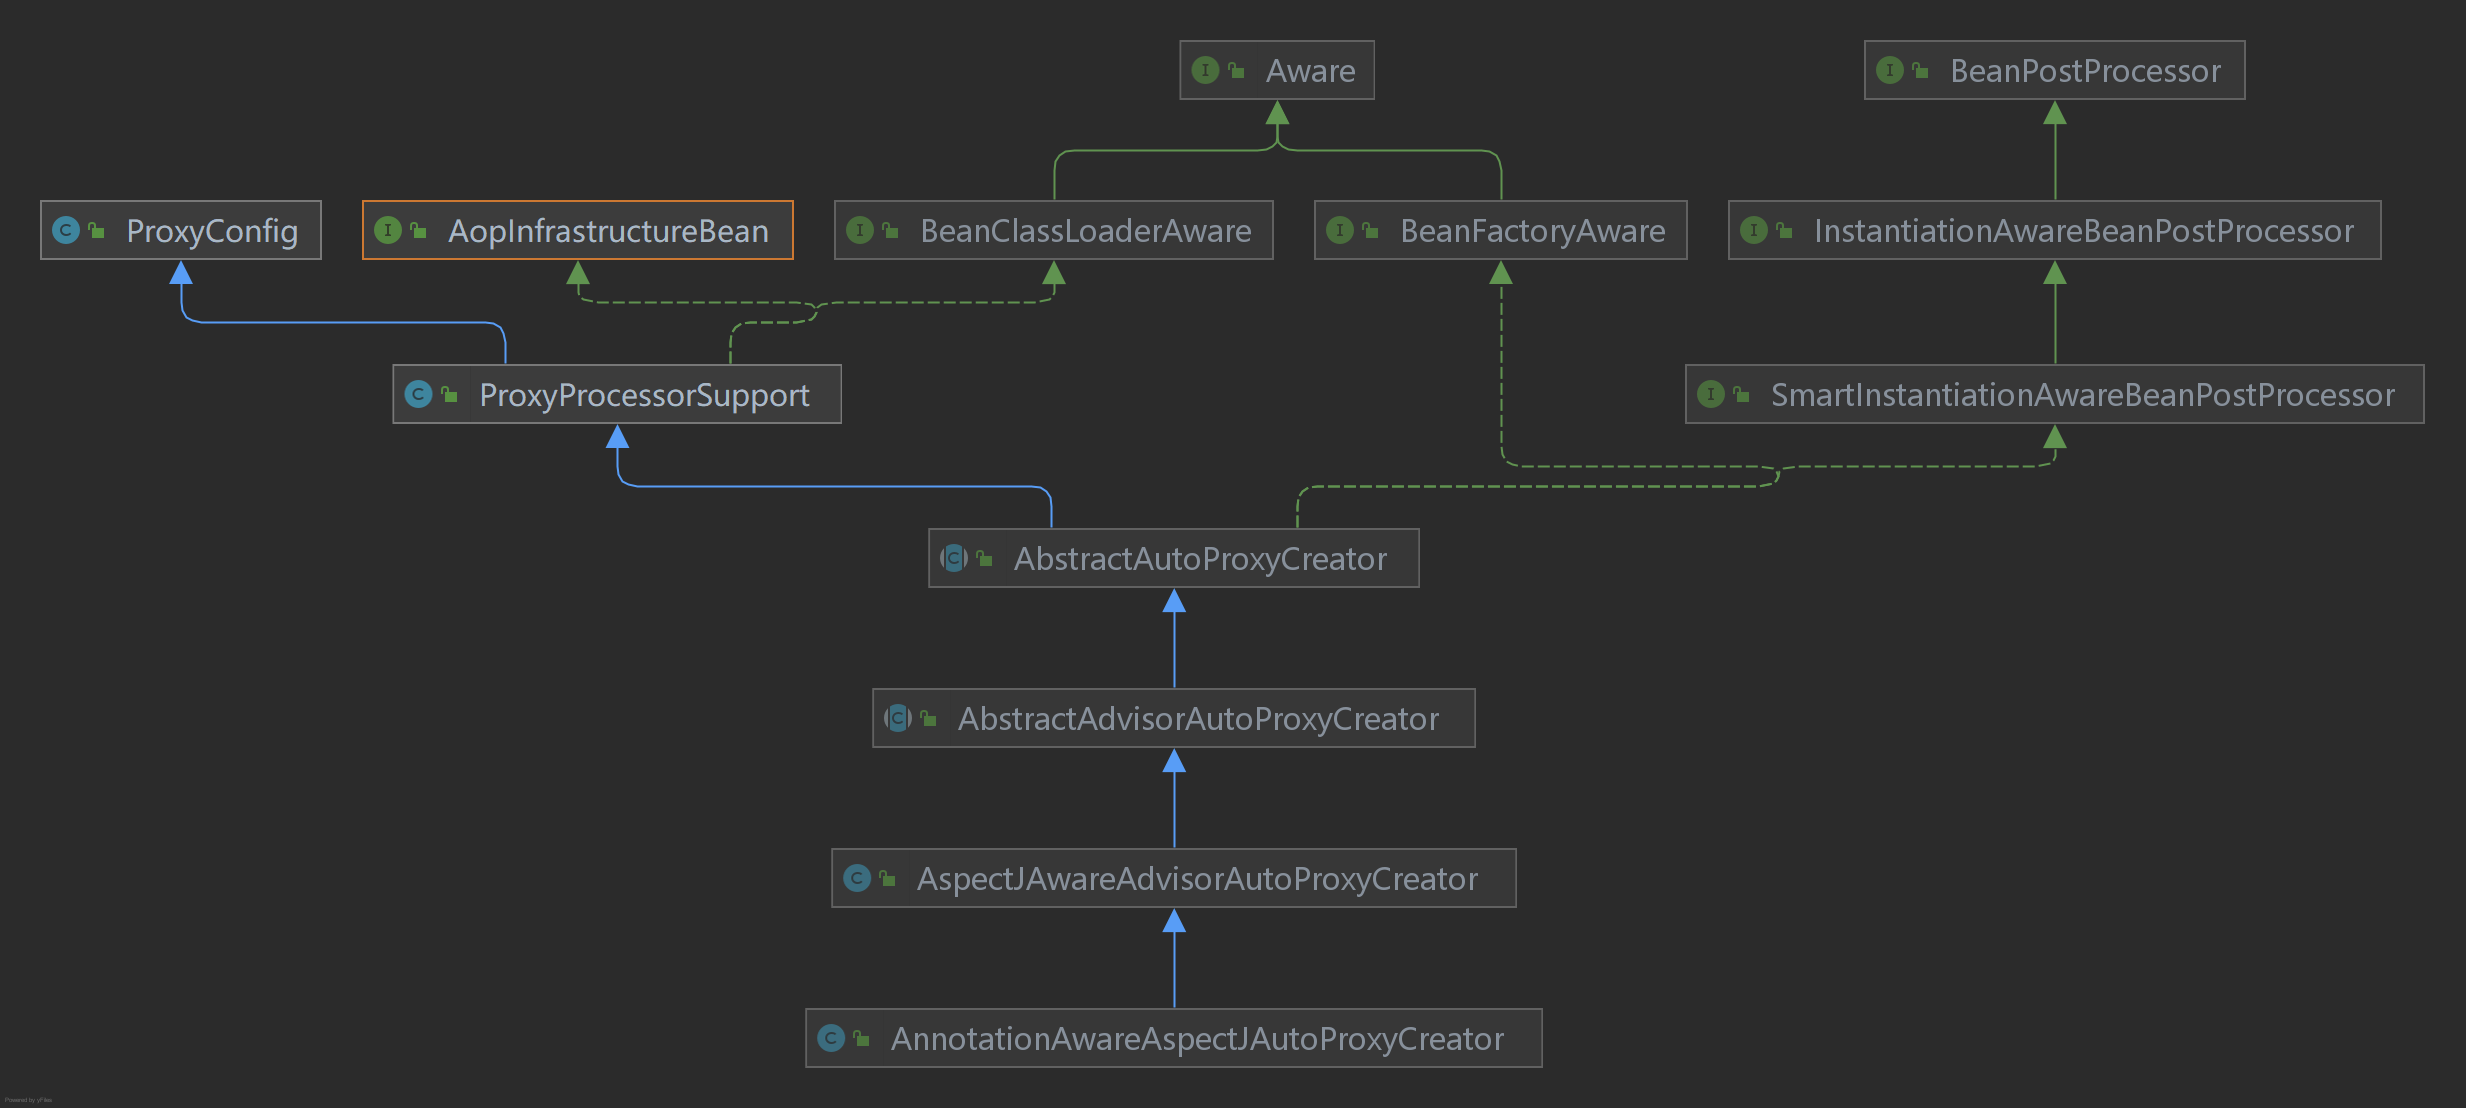 Aware
BeanPostProcessor
ProxyConfig
AopInfrastructureBean
BeanClassLoaderAware
BeanFactoryAware
InstantiationAwareBeanPostProcessor
ProxyProcessorSupport
SmartInstantiationAwareBeanPostProcessor
AbstractAutoProxyCreator
AbstractAdvisorAutoProxyCreator
AspectJAwareAdvisorAutoProxyCreator
AnnotationAwareAspectJAutoProxyCreator
Powered by yFiles